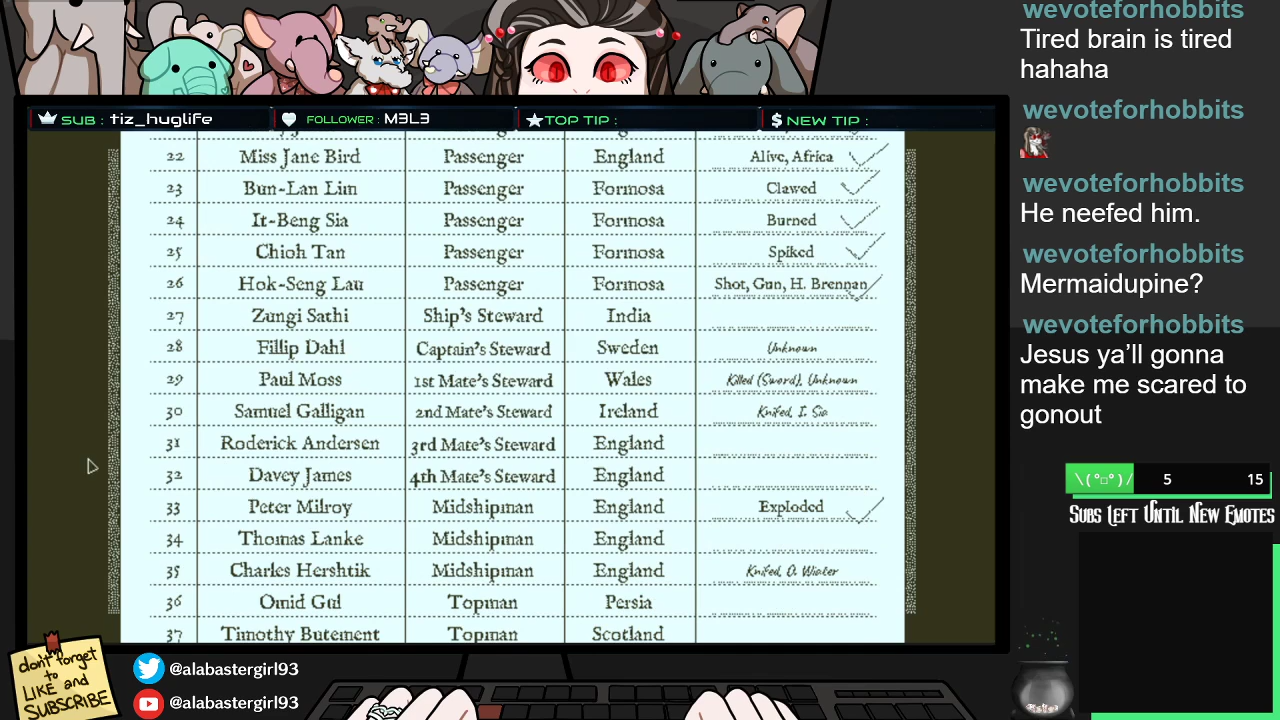 SUB : tiz_huglife FOLLOWER : M3L3 TOP TIP : $ NEW TIP :
22 Miss Jane Bird Passenger England Alive, Africa
23 Bun-Lan Lim Passenger Formosa Clawed
24 It-Beng Sia Passenger Formosa Burned
25 Chioh Tan Passenger Formosa Spiked
26 Hok-Seng Lau Passenger Formosa Shot, Gun, H. Brennan
27 Zungi Sathi Ship's Steward India
28 Fillip Dahl Captain's Steward Sweden Unknown
29 Paul Moss 1st Mate's Steward Wales Killed (Sword), Unknown
30 Samuel Galligan 2nd Mate's Steward Ireland Knifed, I. Sia
31 Roderick Andersen 3rd Mate's Steward England
32 Davey James 4th Mate's Steward England
33 Peter Milroy Midshipman England Exploded
34 Thomas Lanke Midshipman England
35 Charles Hershtik Midshipman England Knifed, O. Wiater
36 Omid Gul Topman Persia
37 Timothy Butement Topman Scotland
don't forget
to
LIKE and
SUBSCRIBE
@alabastergirl93
@alabastergirl93
wevoteforhobbits
Tired brain is tired
hahaha
wevoteforhobbits
wevoteforhobbits
He neefed him.
wevoteforhobbits
Mermaidupine?
wevoteforhobbits
Jesus ya'll gonna
make me scared to
gonout
\(°□°)/ 5 15
Subs Left Until New Emotes